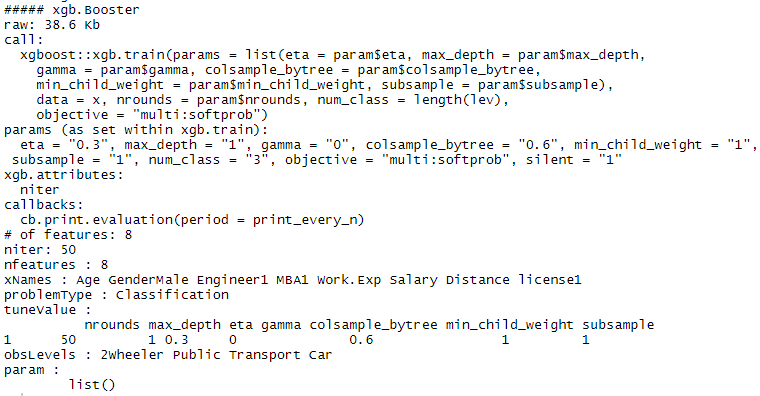 ##### xgb.Booster
raw: 38.6 Kb
call:
  xgboost::xgb.train(params = list(eta = param$eta, max_depth = param$max_depth,
    gamma = param$gamma, colsample_bytree = param$colsample_bytree,
    min_child_weight = param$min_child_weight, subsample = param$subsample),
    data = x, nrounds = param$nrounds, num_class = length(lev),
    objective = "multi:softprob")
params (as set within xgb.train):
  eta = "0.3", max_depth = "1", gamma = "0", colsample_bytree = "0.6", min_child_weight = "1",
 subsample = "1", num_class = "3", objective = "multi:softprob", silent = "1"
xgb.attributes:
  niter
callbacks:
  cb.print.evaluation(period = print_every_n)
# of features: 8
niter: 50
nfeatures : 8
xNames : Age GenderMale Engineer1 MBA1 Work.Exp Salary Distance license1
problemType : Classification
tuneValue :
          nrounds max_depth eta gamma colsample_bytree min_child_weight subsample
1      50         1 0.3     0              0.6                1         1
obsLevels : 2Wheeler Public Transport Car
param :
        list()